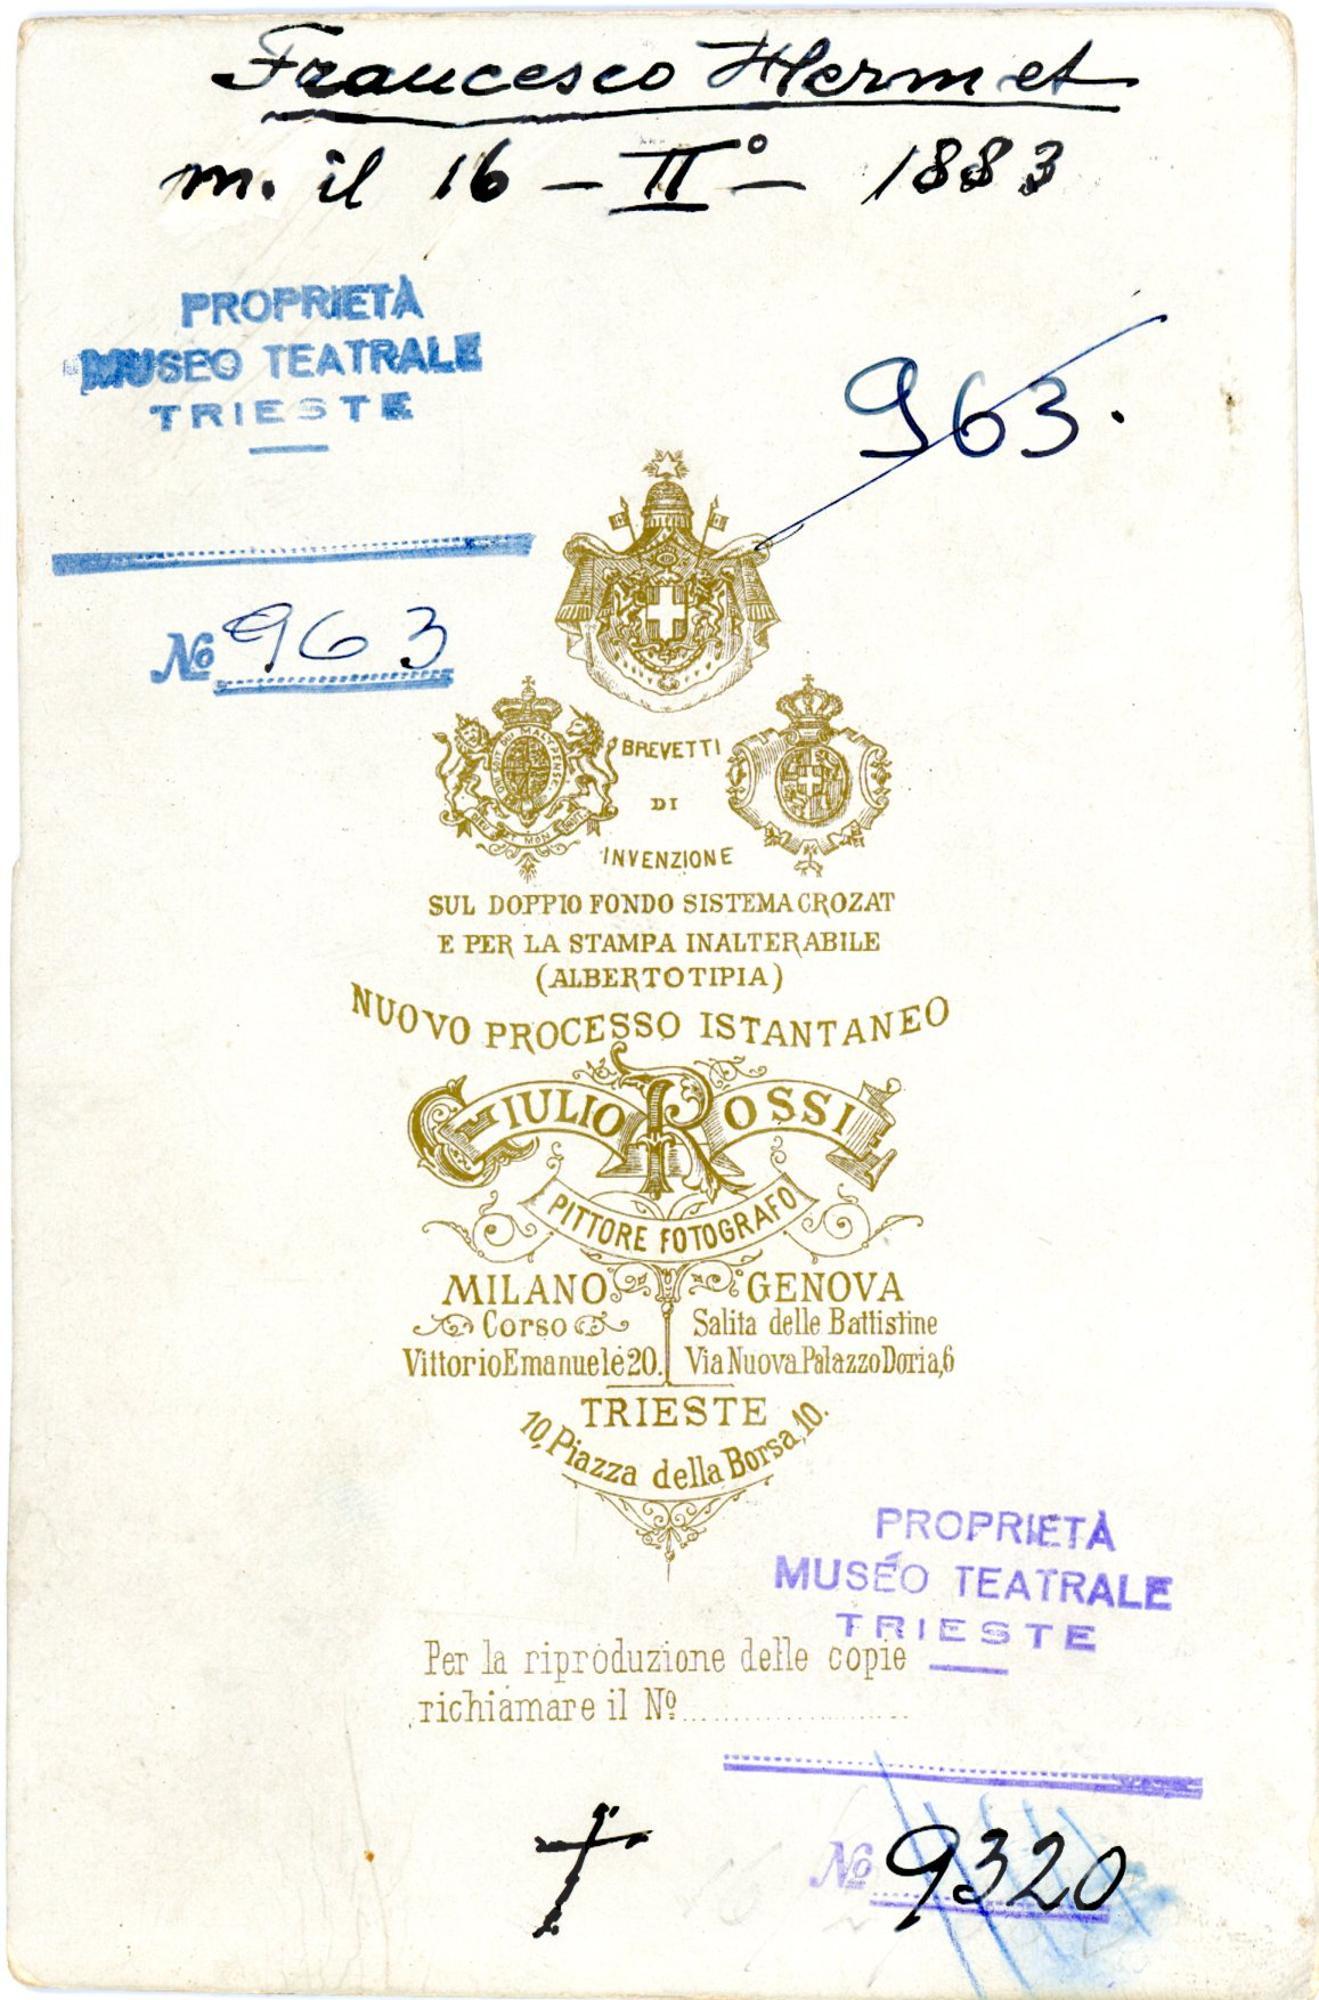 Francesco Hermet
m. il 16 - II° - 1883
PROPRIETÀ
MUSEO TEATRALE
TRIESTE
963.
No 963
BREVETTI
DI
INVENZIONE
SUL DOPPIO FONDO SISTEMA CROZAT
E PER LA STAMPA INALTERABILE
(ALBERTOTIPIA)
NUOVO PROCESSO ISTANTANEO
GIULIO ROSSI
PITTORE FOTOGRAFO
MILANO
Corso
Vittorio Emanuele 20.
GENOVA
Salita delle Battistine
Via Nuova Palazzo Doria, 6
TRIESTE
10, Piazza della Borsa, 10.
PROPRIETÀ
MUSEO TEATRALE
TRIESTE
Per la riproduzione delle copie
richiamare il Nº
No 9320